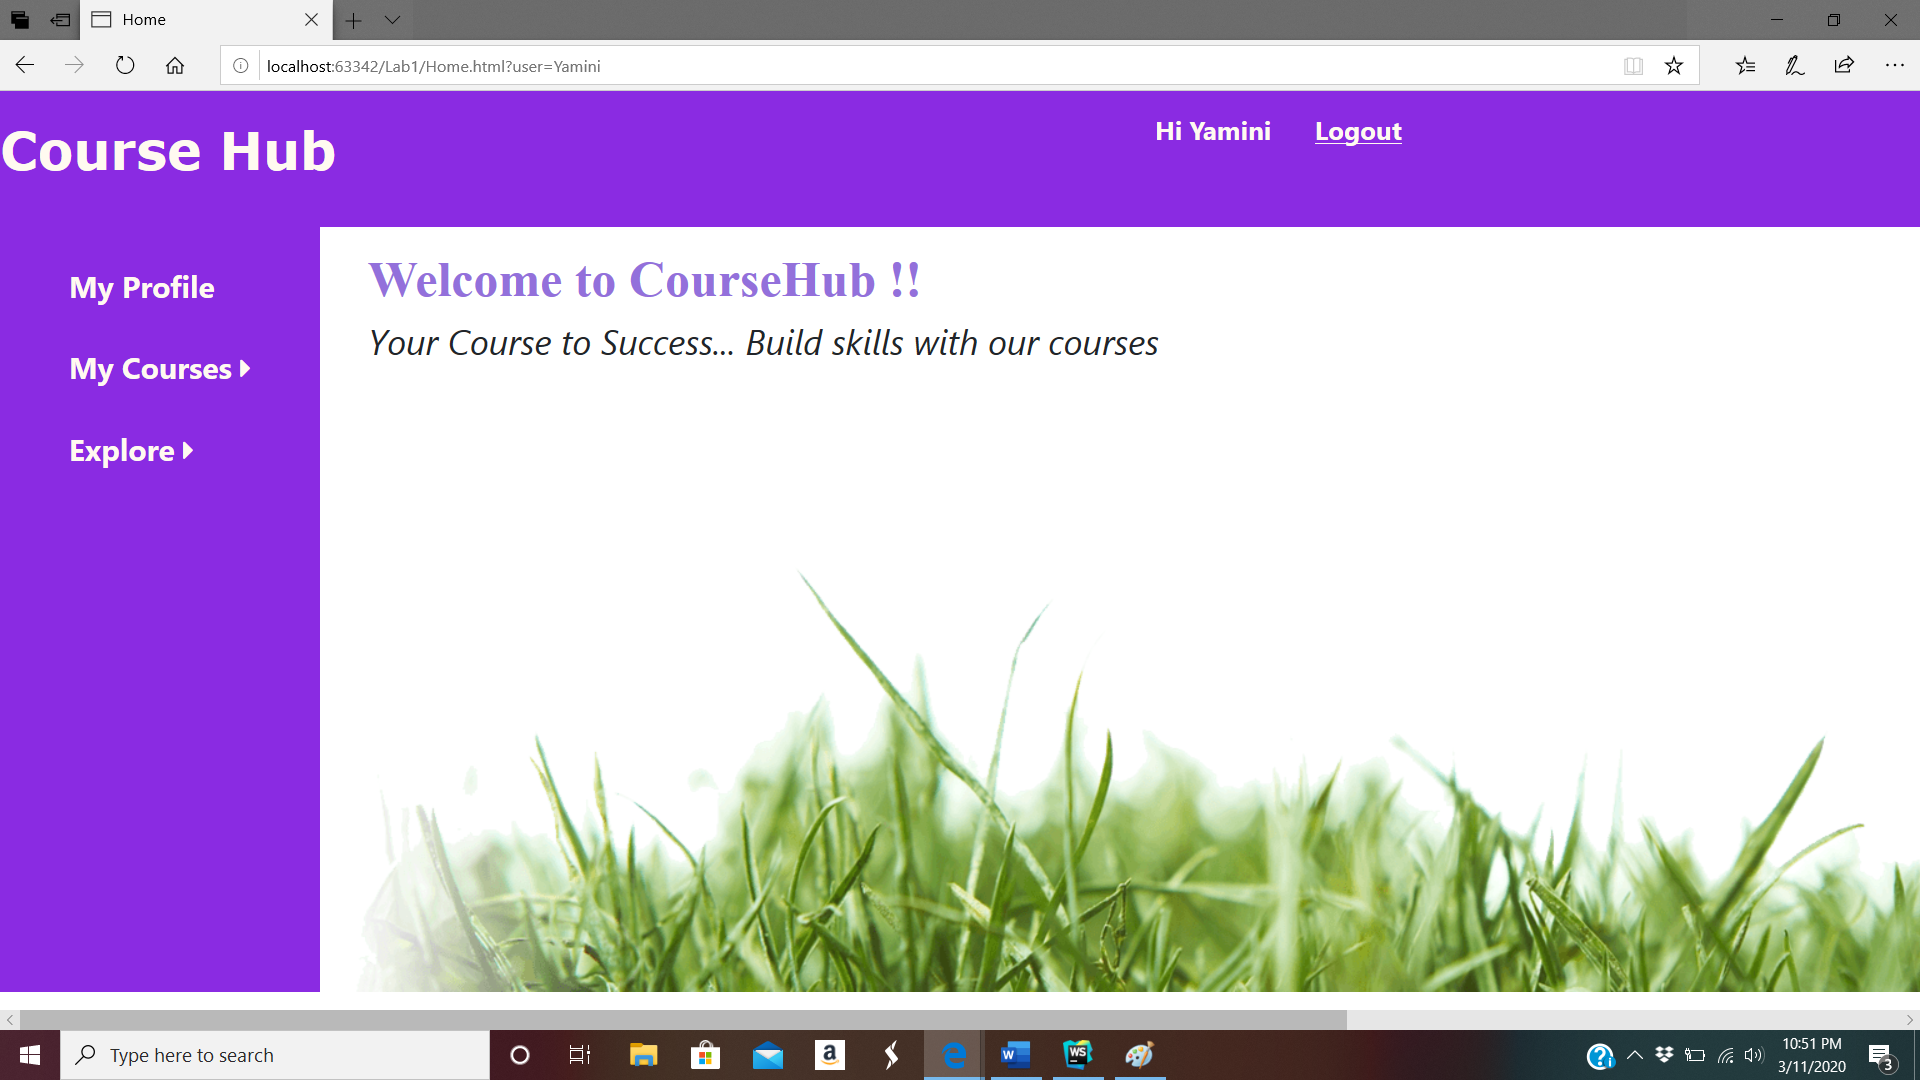 Home
localhost:63342/Lab1/Home.html?user=Yamini
Course Hub
Hi Yamini Logout
My Profile
My Courses
Explore
Welcome to CourseHub !!
Your Course to Success... Build skills with our courses
Type here to search
a
W
WS
10:51 PM
3/11/2020
3